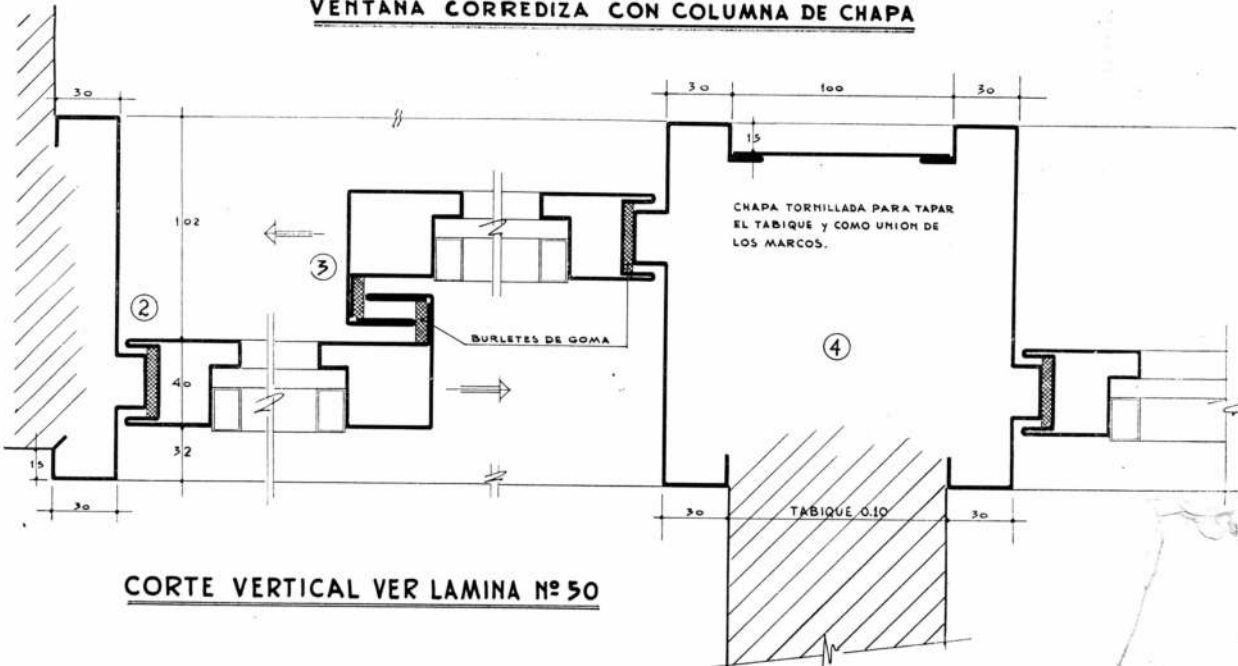 VENTANA CORREDIZA CON COLUMNA DE CHAPA
30
30
100
30
15
102
CHAPA TORNILLADA PARA TAPAR
EL TABIQUE y COMO UNION DE
LOS MARCOS.
3
2
BURLETES DE GOMA
4
40
32
15
30
30
TABIQUE 0.10
30
CORTE VERTICAL VER LAMINA Nº 50